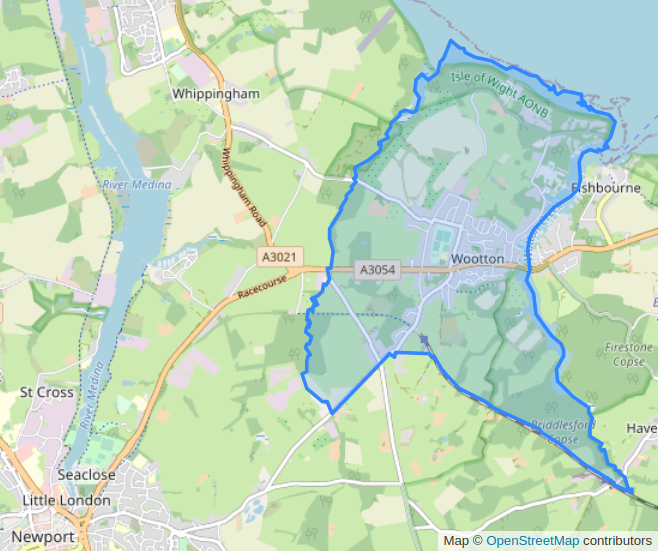 Whippingham
Isle of Wight AONB
River Medina
Whippingham Road
Fishbourne
A3021
Wootton
A3054
Racecourse
Firestone
Copse
River Medina
St Cross
Briddlesford
Copse
Have
Seaclose
Little London
Newport
Map © OpenStreetMap contributors